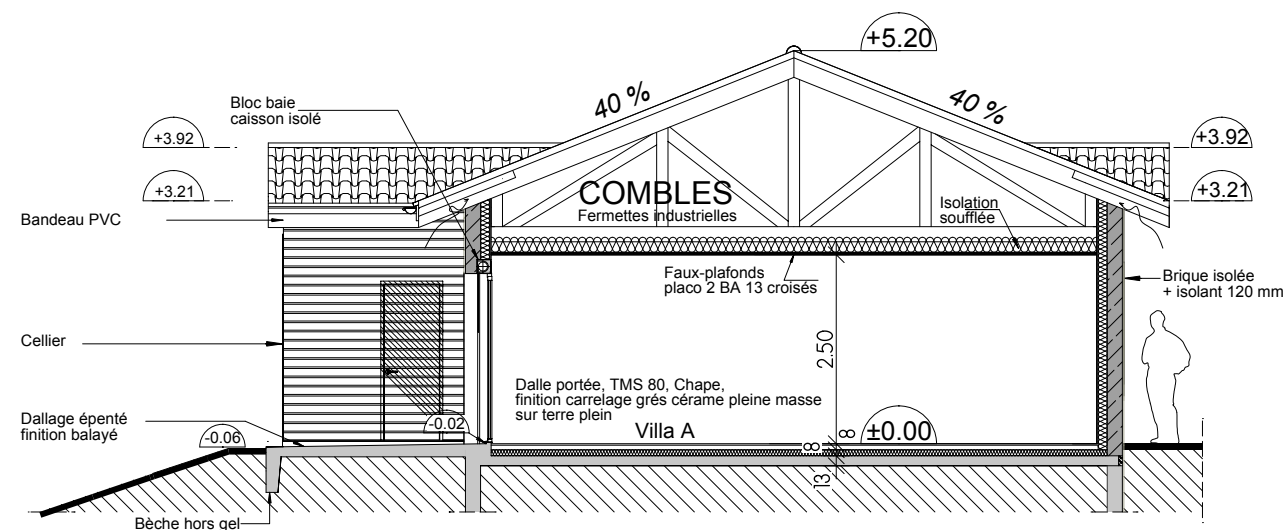 +5.20
40 %
40 %
Bloc baie
caisson isolé
+3.92
+3.92
+3.21
+3.21
COMBLES
Fermettes industrielles
Isolation
soufflée
Bandeau PVC
Faux-plafonds
placo 2 BA 13 croisés
Brique isolée
+ isolant 120 mm
Cellier
2.50
Dalle portée, TMS 80, Chape,
finition carrelage grés cérame pleine masse
sur terre plein
Dallage épenté
finition balayé
-0.06
-0.02
Villa A
8
8
±0.00
13
Bèche hors gel